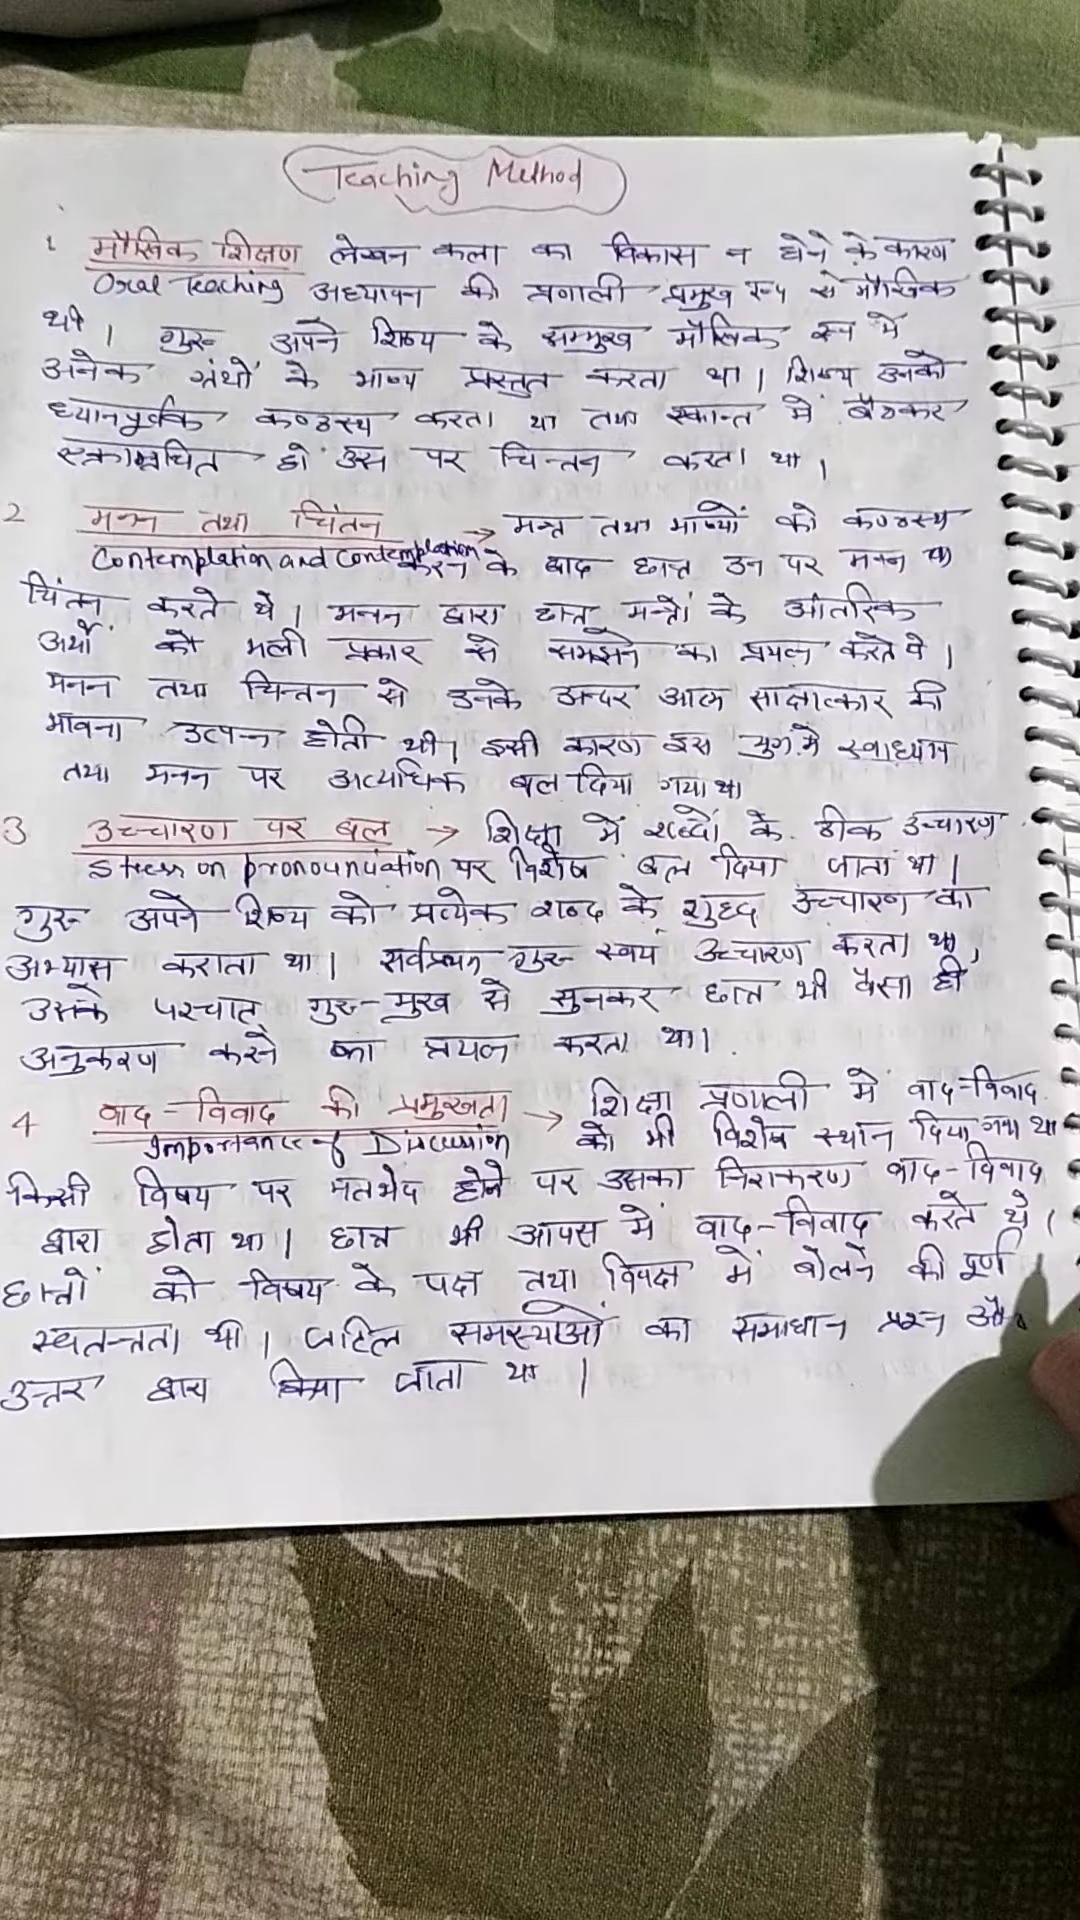 Teaching Method
1 मौखिक शिक्षण लेखन कला का विकास न होने के कारण
Oral Teaching अध्यापन की प्रणाली प्रमुख रूप से मौखिक
थी। गुरू अपने शिष्य के सम्मुख मौखिक रूप में
अनेक ग्रंथों के भाष्य प्रस्तुत करता था। शिष्य उनको
ध्यानपूर्वक कण्ठस्थ करता था तथा एकान्त में बैठकर
एकाग्रचित हो उस पर चिन्तन करता था।
2 मनन तथा चिंतन → मन्त्र तथा भाष्यों को कण्ठस्थ
Contemplation and Contemplation करने के बाद छात्र उन पर मनन व
चिंतन करते थे। मनन द्वारा छात्र मन्त्रों के आंतरिक
अर्थों को भली प्रकार से समझने का प्रयत्न करते थे।
मनन तथा चिन्तन से उनके अन्दर आत्म साक्षात्कार की
भावना उत्पन्न होती थी। इसी कारण इस युग में स्वाध्याय
तथा मनन पर अत्यधिक बल दिया गया था
3 उच्चारण पर बल → शिक्षा में शब्दों के ठीक उच्चारण
Stress on pronounciation पर विशेष बल दिया जाता था।
गुरू अपने शिष्य को प्रत्येक शब्द के शुद्ध उच्चारण का
अभ्यास कराता था। सर्वप्रथम गुरू स्वयं उच्चारण करता था,
उसके पश्चात् गुरू-मुख से सुनकर छात्र भी वैसा ही
अनुकरण करने का प्रयत्न करता था।
4 वाद-विवाद की प्रमुखता → शिक्षा प्रणाली में वाद-विवाद
Importance of Discussion को भी विशेष स्थान दिया गया था
किसी विषय पर मतभेद होने पर उसका निराकरण वाद-विवाद
द्वारा होता था। छात्र भी आपस में वाद-विवाद करते थे।
छात्रों को विषय के पक्ष तथा विपक्ष में बोलने की पूर्ण
स्वतन्त्रता थी। जटिल समस्याओं का समाधान प्रश्न और
उत्तर द्वारा किया जाता था।